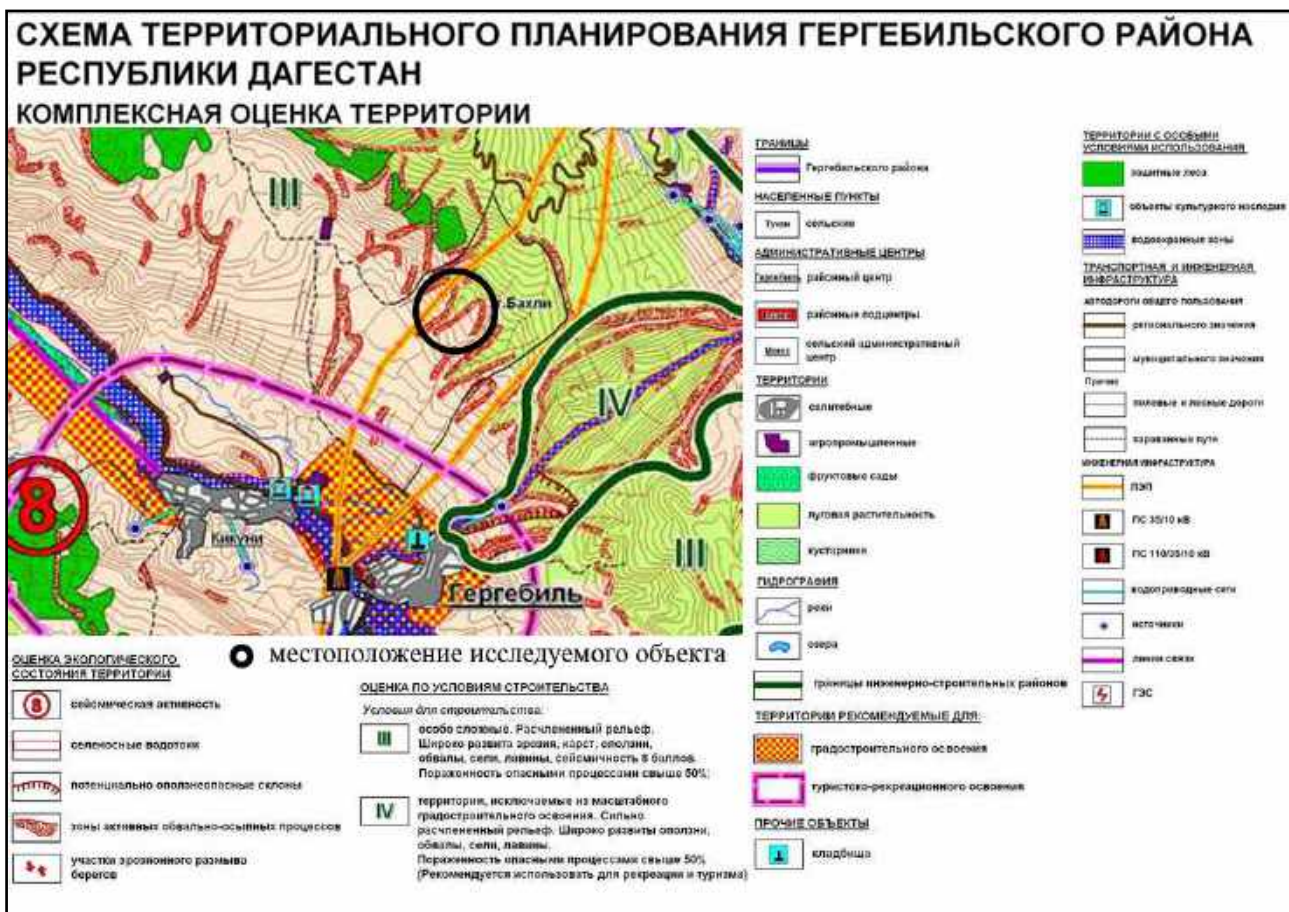 СХЕМА ТЕРРИТОРИАЛЬНОГО ПЛАНИРОВАНИЯ ГЕРГЕБИЛЬСКОГО РАЙОНА
РЕСПУБЛИКИ ДАГЕСТАН
КОМПЛЕКСНАЯ ОЦЕНКА ТЕРРИТОРИИ
III
г.Бахли
IV
8
Кикуни
Гергебиль
III
местоположение исследуемого объекта
ОЦЕНКА ЭКОЛОГИЧЕСКОГО
СОСТОЯНИЯ ТЕРРИТОРИИ
8 сейсмическая активность
селеносные водотоки
потенциально оползнеопасные склоны
зоны активных обвально-осыпных процессов
участки эрозионного размыва
берегов
ОЦЕНКА ПО УСЛОВИЯМ СТРОИТЕЛЬСТВА
Условия для строительства:
III особо сложные. Расчлененный рельеф.
Широко развита эрозия, карст, оползни,
обвалы, сели, лавины, сейсмичность 8 баллов.
Пораженность опасными процессами свыше 50%;
IV территории, исключаемые из масштабного
градостроительного освоения. Сильно
расчлененный рельеф. Широко развиты оползни,
обвалы, сели, лавины.
Пораженность опасными процессами свыше 50%
(Рекомендуется использовать для рекреации и туризма)
ГРАНИЦЫ
Гергебильского района
НАСЕЛЕННЫЕ ПУНКТЫ
сельские
АДМИНИСТРАТИВНЫЕ ЦЕНТРЫ
Гергебиль районный центр
районные подцентры
сельский административный
центр
ТЕРРИТОРИИ
селитебные
агропромышленные
фруктовые сады
луговая растительность
кустарники
ГИДРОГРАФИЯ
реки
озера
границы инженерно-строительных районов
ТЕРРИТОРИИ РЕКОМЕНДУЕМЫЕ ДЛЯ:
градостроительного освоения
туристско-рекреационного освоения
ПРОЧИЕ ОБЪЕКТЫ
кладбища
ТЕРРИТОРИИ С ОСОБЫМИ
УСЛОВИЯМИ ИСПОЛЬЗОВАНИЯ
защитные леса
объекты культурного наследия
водоохранные зоны
ТРАНСПОРТНАЯ И ИНЖЕНЕРНАЯ
ИНФРАСТРУКТУРА
АВТОДОРОГИ ОБЩЕГО ПОЛЬЗОВАНИЯ
регионального значения
муниципального значения
Прочие
полевые и лесные дороги
караванные пути
ИНЖЕНЕРНАЯ ИНФРАСТРУКТУРА
ЛЭП
ПС 35/10 кВ
ПС 110/35/10 кВ
водопроводные сети
источники
линии связи
ГЭС